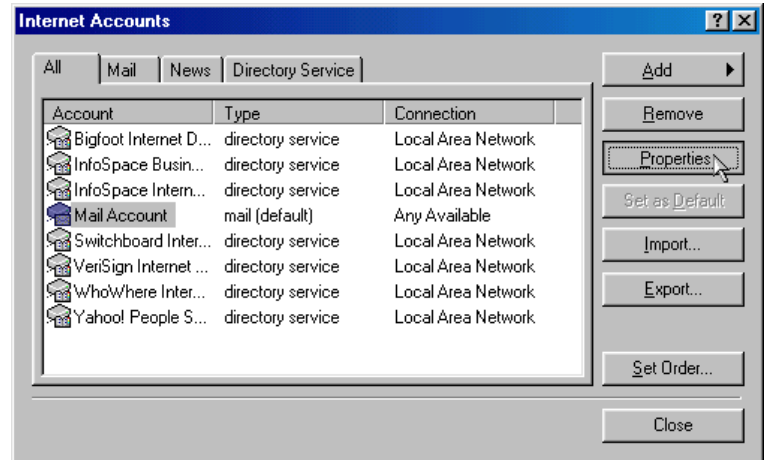 Internet Accounts
All Mail News Directory Service
Add
Account Type Connection
Remove
Bigfoot Internet D... directory service Local Area Network
InfoSpace Busin... directory service Local Area Network
Properties
InfoSpace Intern... directory service Local Area Network
Set as Default
Mail Account mail (default) Any Available
Switchboard Inter... directory service Local Area Network
Import...
VeriSign Internet ... directory service Local Area Network
WhoWhere Inter... directory service Local Area Network
Export...
Yahoo! People S... directory service Local Area Network
Set Order...
Close